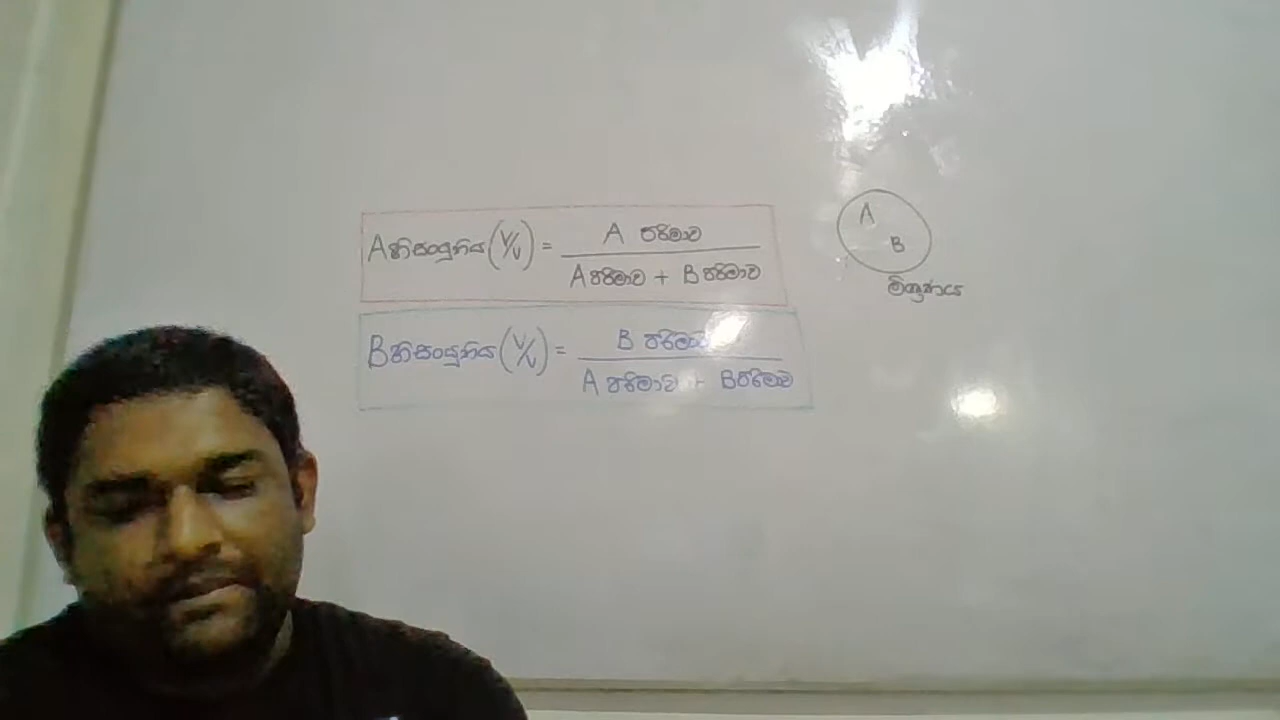 A නිසංයුතිය (V/V) = A පරිමාව / A පරිමාව + B පරිමාව
B නිසංයුතිය (V/V) = B පරිමාව / A පරිමාව + B පරිමාව
A
B
මිශ්‍රණය